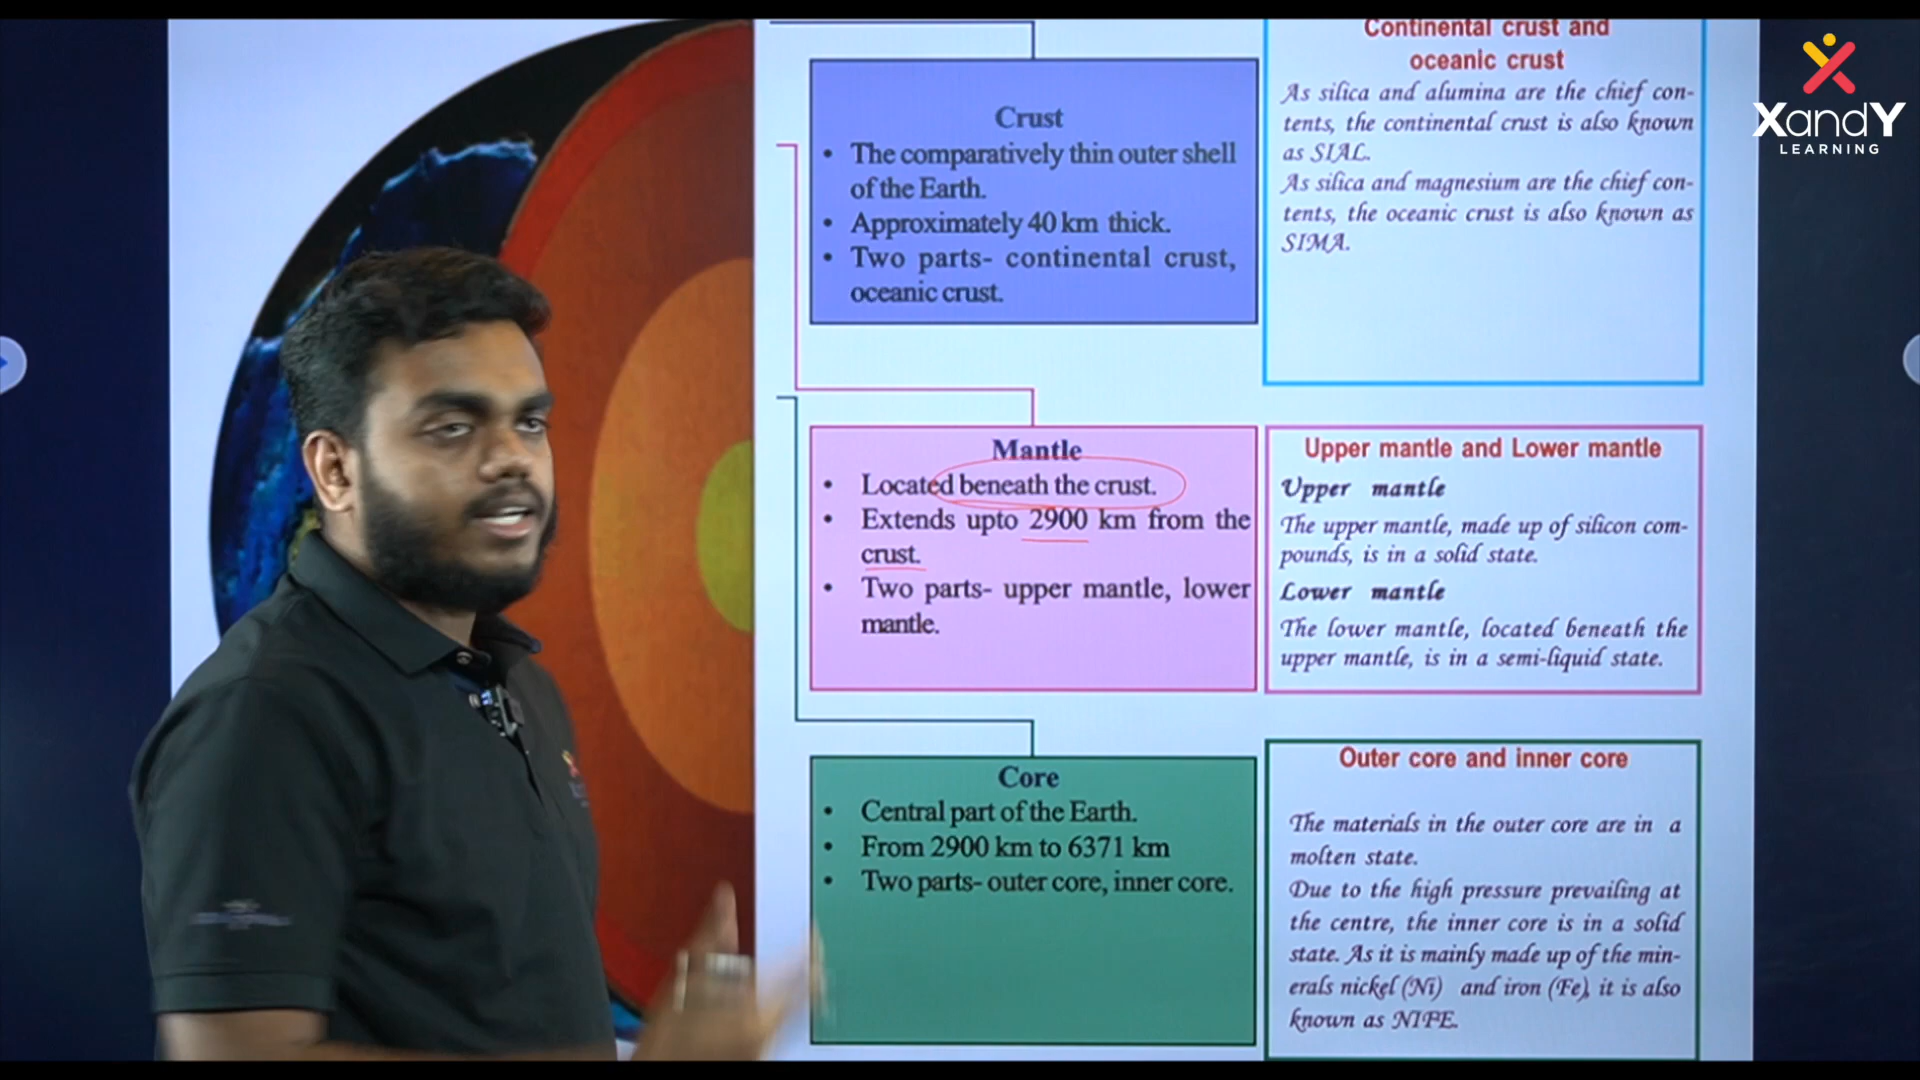 Crust
• The comparatively thin outer shell
of the Earth.
• Approximately 40 km thick.
• Two parts- continental crust,
oceanic crust.
Continental crust and
oceanic crust
As silica and alumina are the chief con-
tents, the continental crust is also known
as SIAL.
As silica and magnesium are the chief con-
tents, the oceanic crust is also known as
SIMA.
XandY
LEARNING
Mantle
• Located beneath the crust.
• Extends upto 2900 km from the
crust.
• Two parts- upper mantle, lower
mantle.
Upper mantle and Lower mantle
Upper mantle
The upper mantle, made up of silicon com-
pounds, is in a solid state.
Lower mantle
The lower mantle, located beneath the
upper mantle, is in a semi-liquid state.
Core
• Central part of the Earth.
• From 2900 km to 6371 km
• Two parts- outer core, inner core.
Outer core and inner core
The materials in the outer core are in a
molten state.
Due to the high pressure prevailing at
the centre, the inner core is in a solid
state. As it is mainly made up of the min-
erals nickel (Ni) and iron (Fe), it is also
known as NIFE.